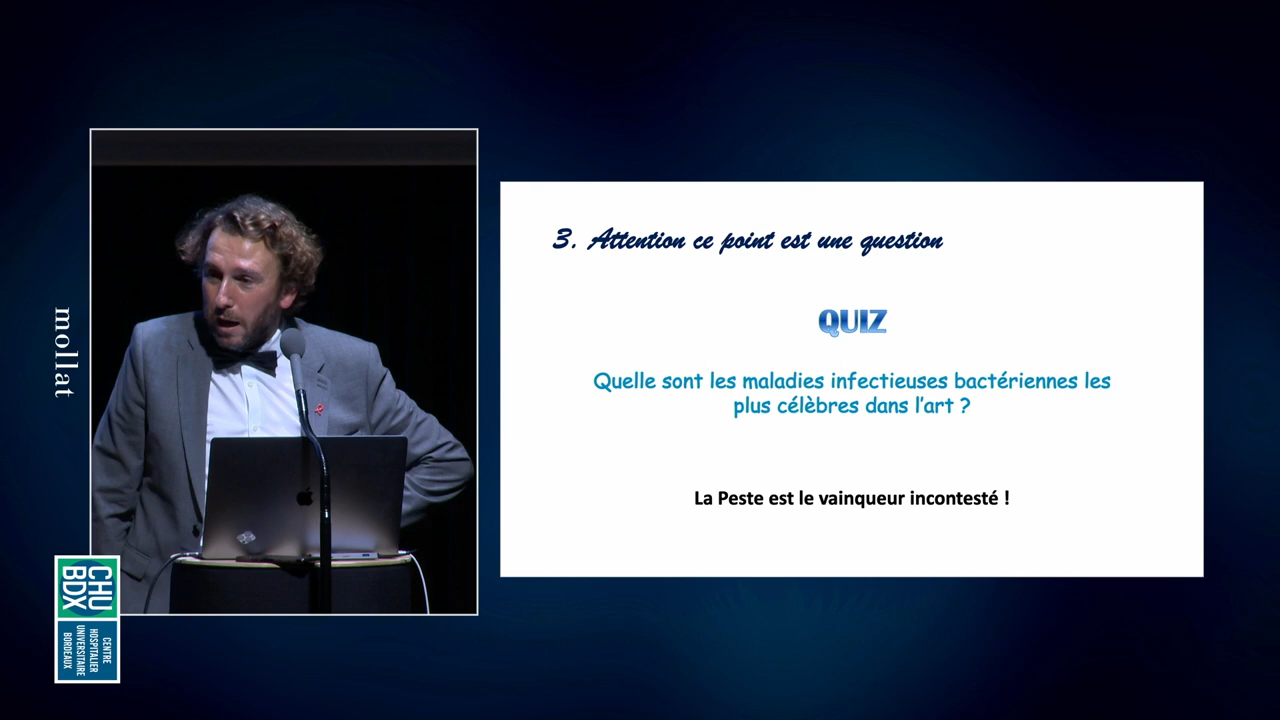 mollat
CHU
BDX
CENTRE
HOSPITALIER
UNIVERSITAIRE
BORDEAUX
3. Attention ce point est une question
QUIZ
Quelle sont les maladies infectieuses bactériennes les
plus célèbres dans l'art ?
La Peste est le vainqueur incontesté !